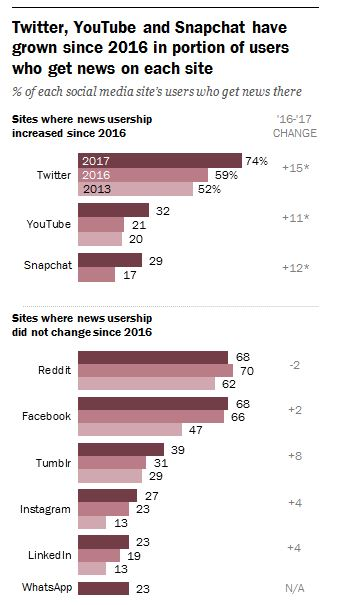 Twitter, YouTube and Snapchat have
grown since 2016 in portion of users
who get news on each site
% of each social media site's users who get news there
Sites where news usership
increased since 2016
'16-'17
CHANGE
Twitter
2017 74%
2016 59%
2013 52%
+15*
YouTube
32
21
20
+11*
Snapchat
29
17
+12*
Sites where news usership
did not change since 2016
Reddit
68
70
62
-2
Facebook
68
66
47
+2
Tumblr
39
31
29
+8
Instagram
27
23
13
+4
LinkedIn
23
19
13
+4
WhatsApp
23
N/A